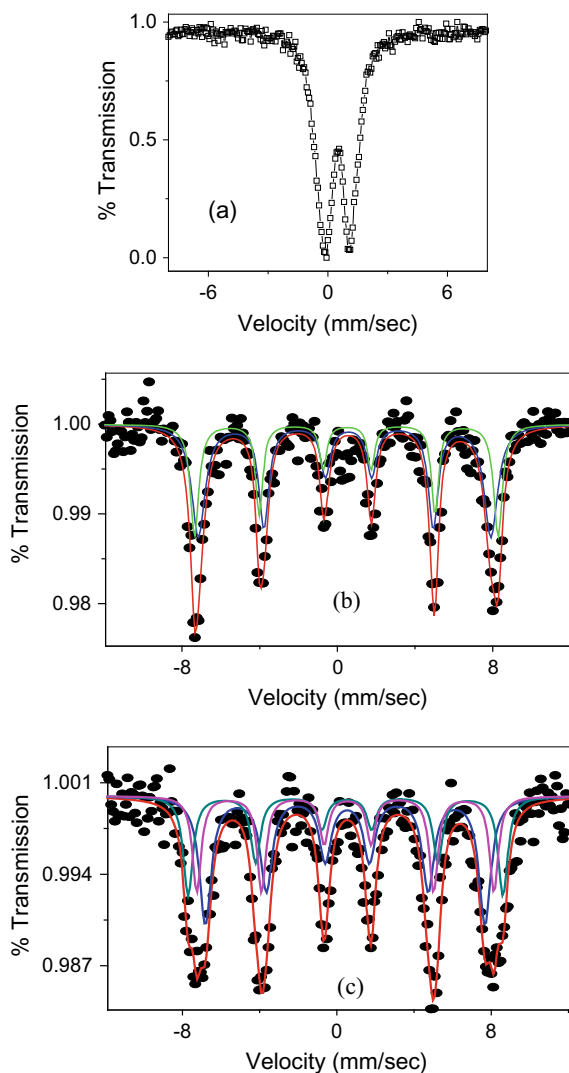 1.0
0.5
0.0
% Transmission
(a)
-6 0 6
Velocity (mm/sec)
1.00
0.99
0.98
% Transmission
(b)
-8 0 8
Velocity (mm/sec)
1.001
0.994
0.987
% Transmission
(c)
-8 0 8
Velocity (mm/sec)